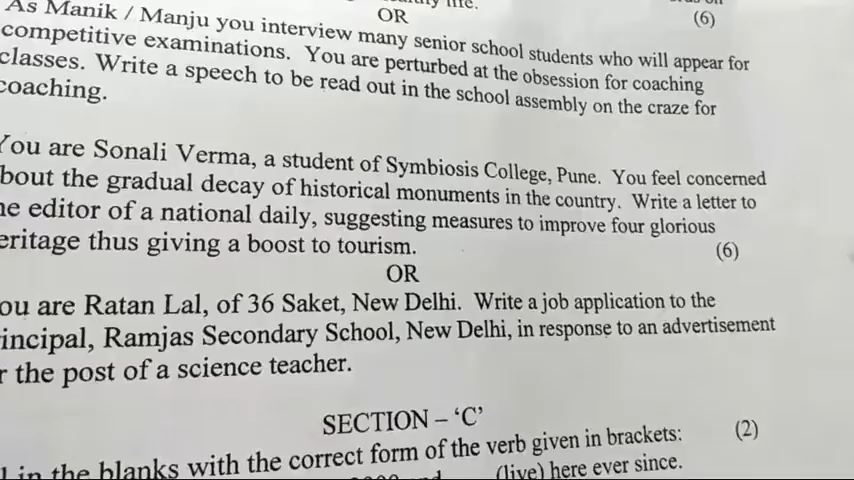 OR
(6)
As Manik / Manju you interview many senior school students who will appear for
competitive examinations. You are perturbed at the obsession for coaching
classes. Write a speech to be read out in the school assembly on the craze for
coaching.
You are Sonali Verma, a student of Symbiosis College, Pune. You feel concerned
bout the gradual decay of historical monuments in the country. Write a letter to
he editor of a national daily, suggesting measures to improve four glorious
eritage thus giving a boost to tourism.
(6)
OR
ou are Ratan Lal, of 36 Saket, New Delhi. Write a job application to the
incipal, Ramjas Secondary School, New Delhi, in response to an advertisement
r the post of a science teacher.
SECTION – ‘C’
in the blanks with the correct form of the verb given in brackets:
(2)
(live) here ever since.